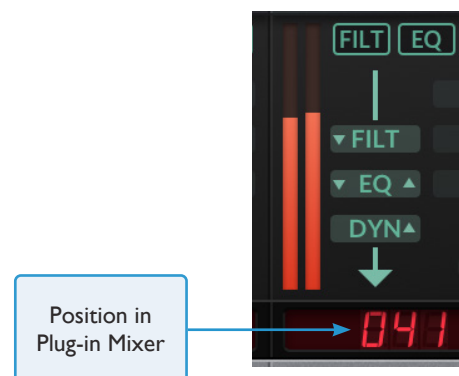 FILT EQ
▼ FILT
▼ EQ ▲
DYN▲
Position in
Plug-in Mixer
041